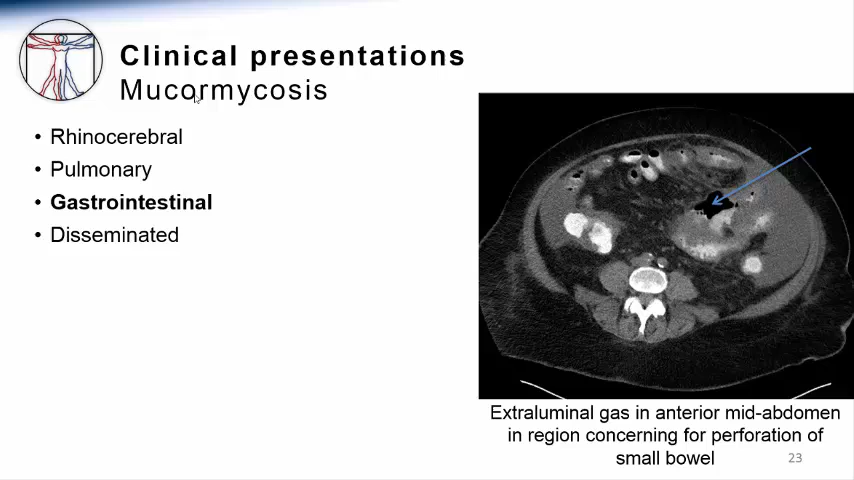 Clinical presentations
Mucormycosis
• Rhinocerebral
• Pulmonary
• Gastrointestinal
• Disseminated
Extraluminal gas in anterior mid-abdomen
in region concerning for perforation of
small bowel
23